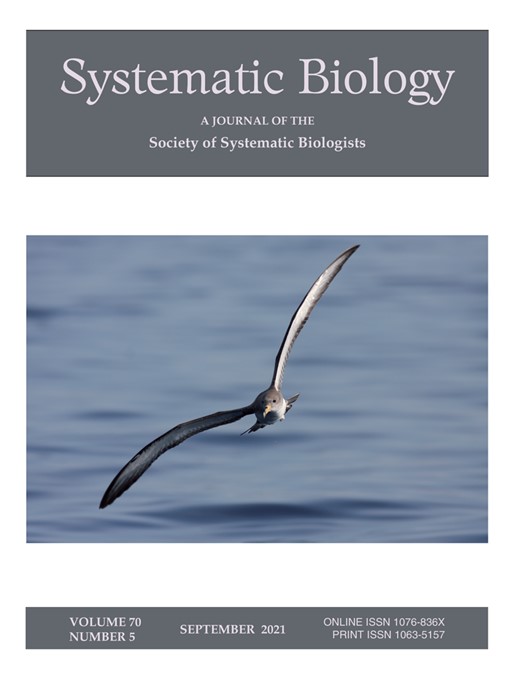 Systematic Biology
A JOURNAL OF THE
Society of Systematic Biologists
VOLUME 70
NUMBER 5
SEPTEMBER 2021
ONLINE ISSN 1076-836X
PRINT ISSN 1063-5157